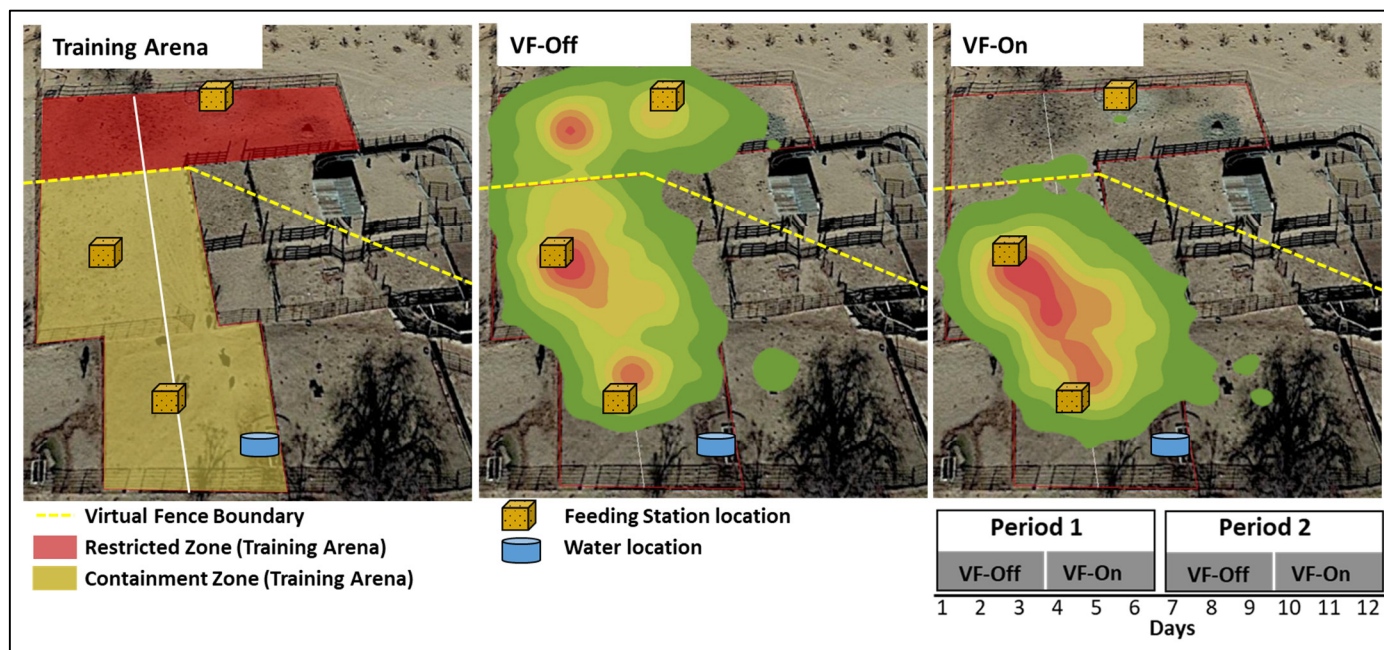 Training Arena
VF-Off
VF-On
Virtual Fence Boundary
Restricted Zone (Training Arena)
Containment Zone (Training Arena)
Feeding Station location
Water location
Period 1
Period 2
VF-Off
VF-On
VF-Off
VF-On
1 2 3 4 5 6 7 8 9 10 11 12
Days